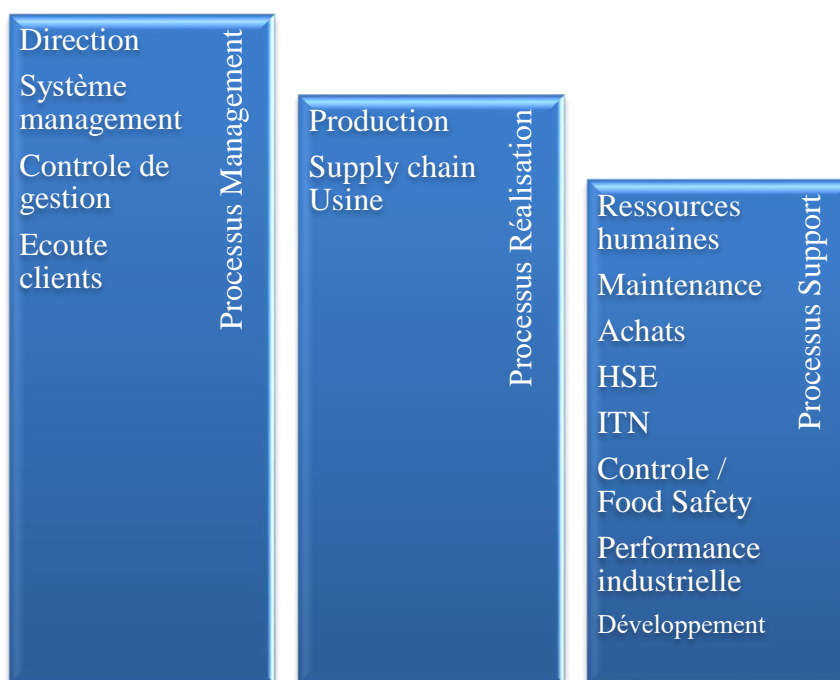 Direction
Système
management
Controle de
gestion
Ecoute
clients
Processus Management
Production
Supply chain
Usine
Processus Réalisation
Ressources
humaines
Maintenance
Achats
HSE
ITN
Controle /
Food Safety
Performance
industrielle
Développement
Processus Support